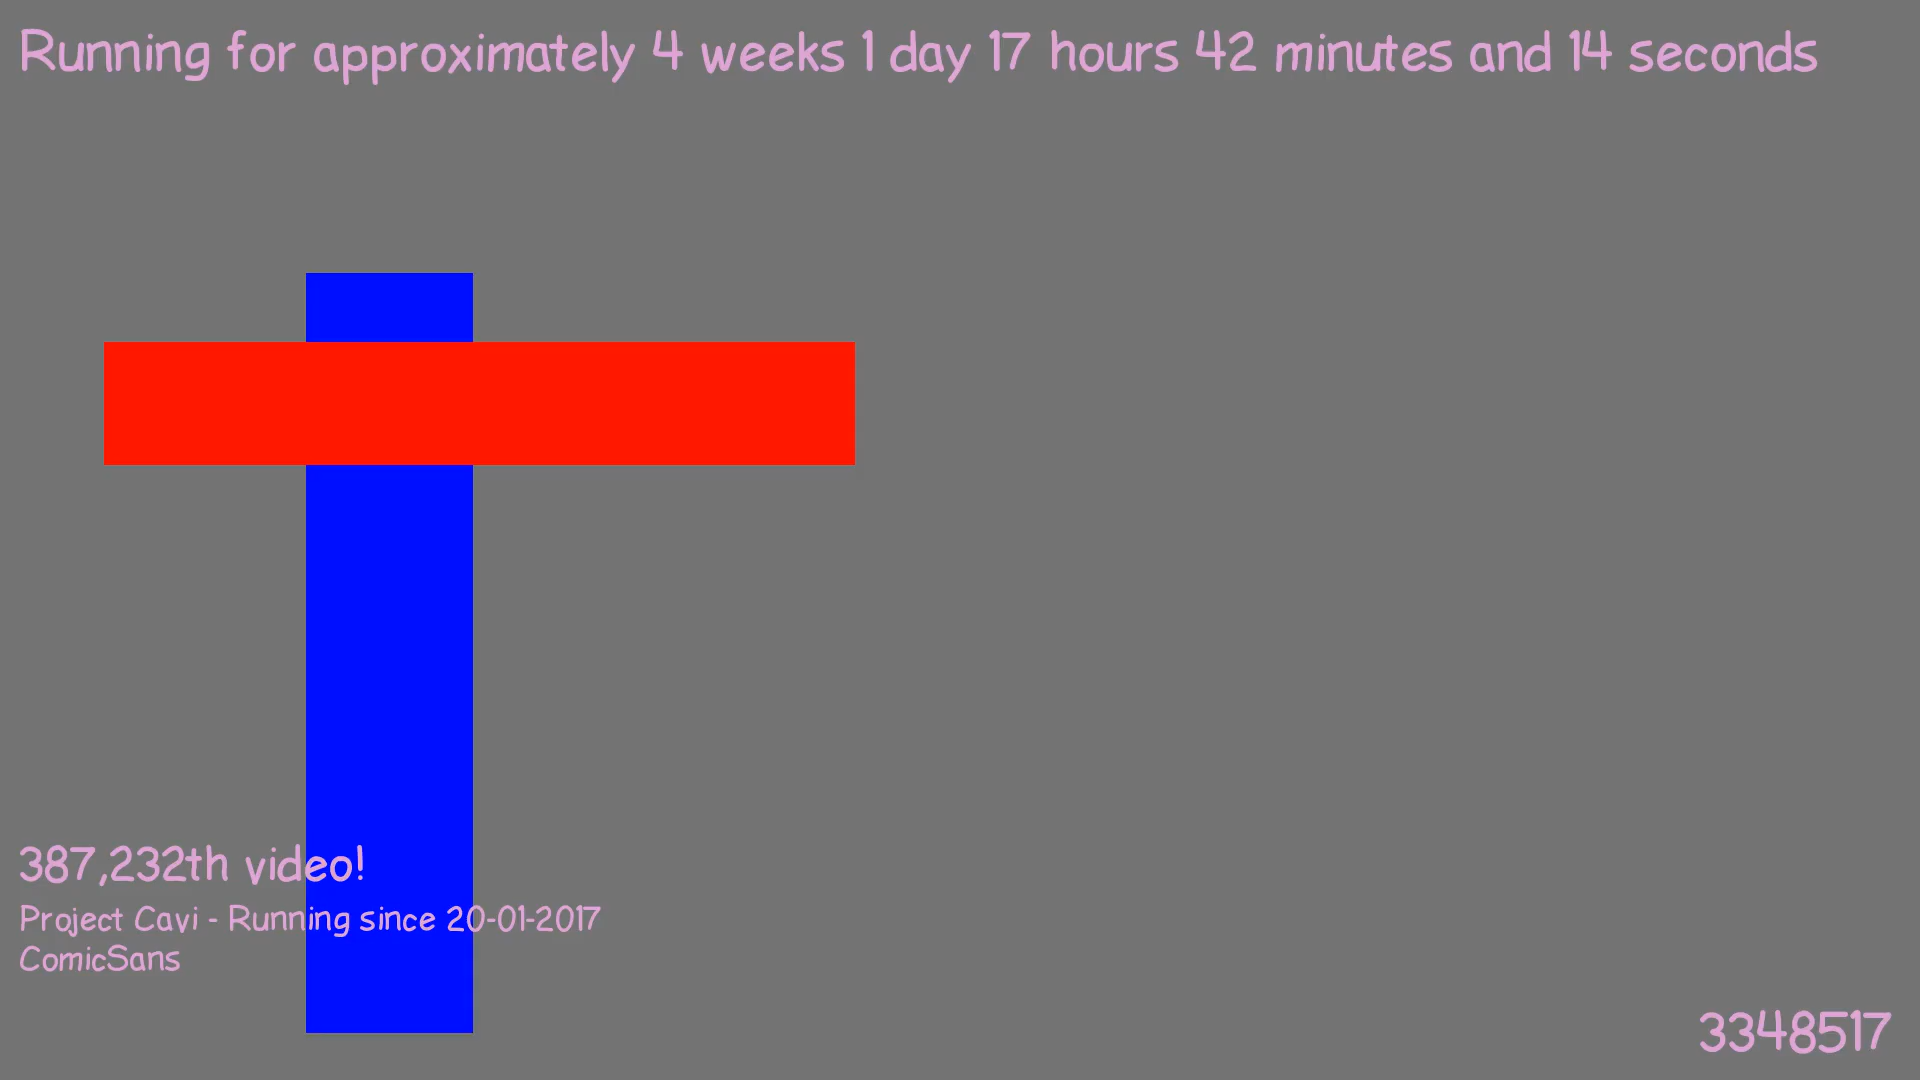 Running for approximately 4 weeks 1 day 17 hours 42 minutes and 14 seconds
387,232th video!
Project Cavi - Running since 20-01-2017
ComicSans
3348517